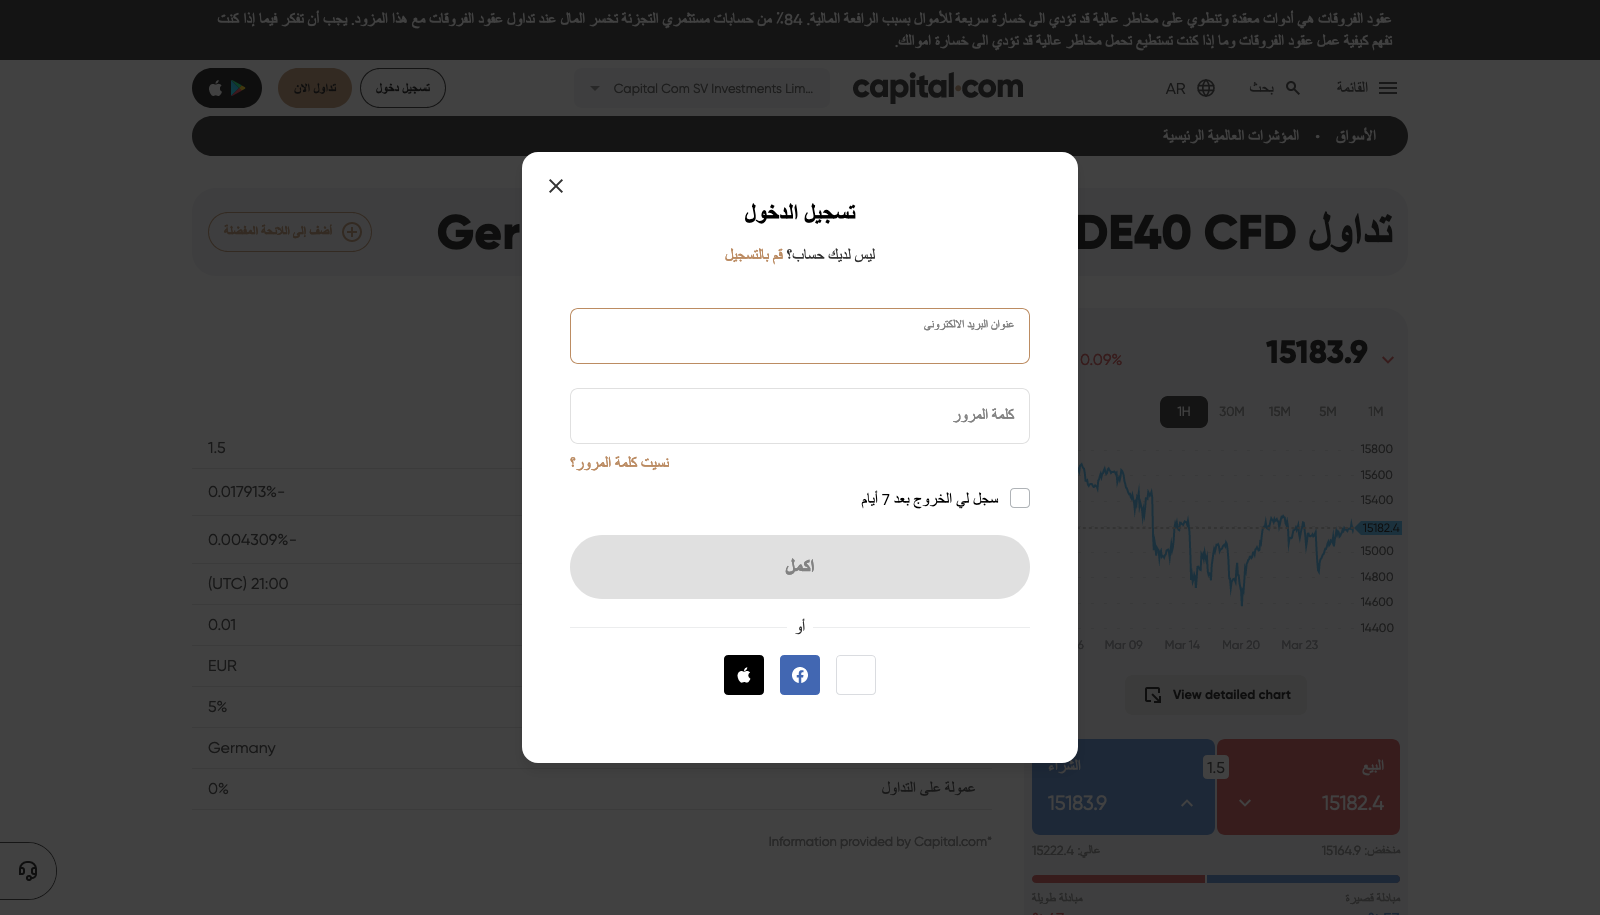 عقود الفروقات هي أدوات معقدة وتنطوي على مخاطر عالية قد تؤدي الى خسارة سريعة للأموال بسبب الرافعة المالية. 84٪ من حسابات مستثمري التجزئة تخسر المال عند تداول عقود الفروقات مع هذا المزود. يجب أن تفكر فيما إذا كنت
تفهم كيفية عمل عقود الفروقات وما إذا كنت تستطيع تحمل مخاطر عالية قد تؤدي الى خسارة اموالك.
القائمة
بحث
AR
capital.com
Capital Com SV Investments Lim...
تسجيل دخول
تداول الان
الأسواق • المؤشرات العالمية الرئيسية
تداول DE40 CFD
Ger
أضف إلى اللائحة المفضلة
تسجيل الدخول
ليس لديك حساب؟ قم بالتسجيل
عنوان البريد الالكتروني
كلمة المرور
نسيت كلمة المرور؟
سجل لي الخروج بعد 7 أيام
اكمل
أو
15183.9
0.09%
1H 30M 15M 5M 1M
15800
15600
15400
15182.4
15000
14800
14600
14400
Mar 09 Mar 14 Mar 20 Mar 23
View detailed chart
البيع
15182.4
1.5
الشراء
15183.9
منخفض: 15164.9
عالي: 15222.4
مبادلة قصيرة
مبادلة طويلة
1.5
-0.017913%
-0.004309%
21:00 (UTC)
0.01
EUR
5%
Germany
عمولة على التداول
0%
Information provided by Capital.com*